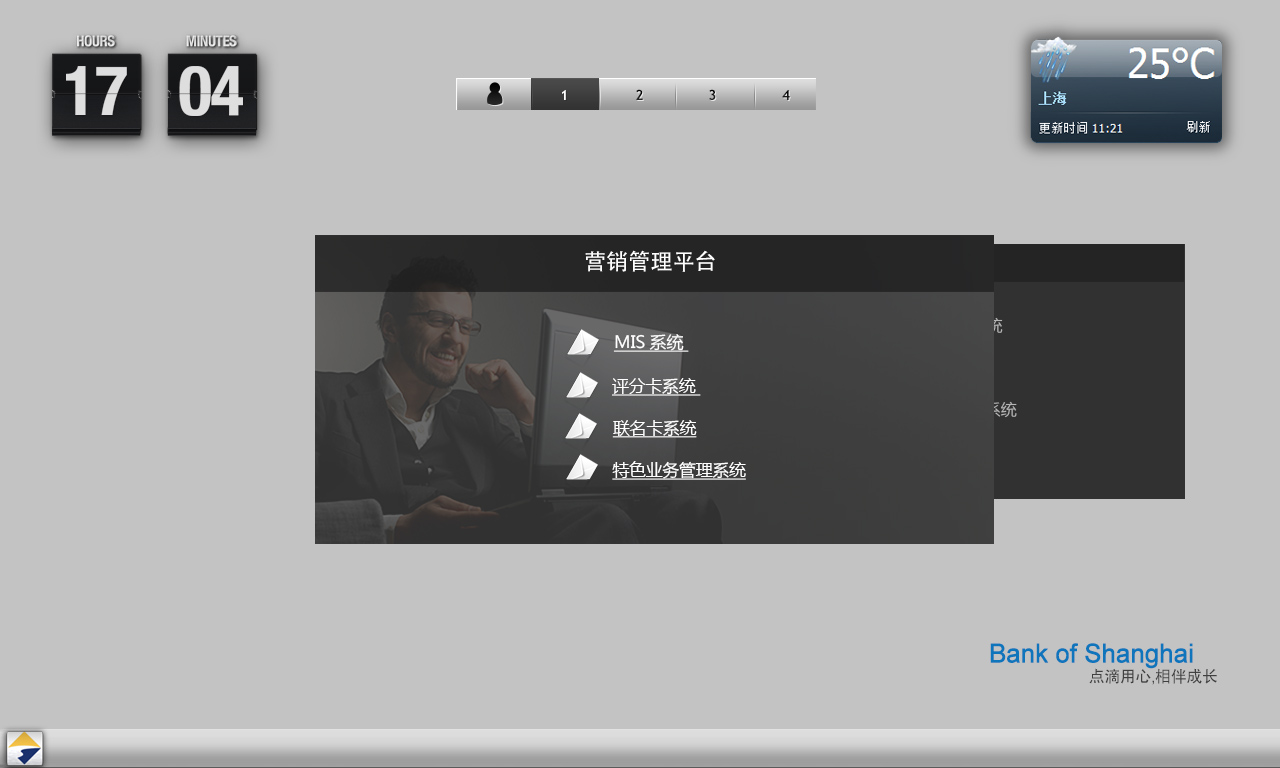 HOURS
MINUTES
17
04
1
2
3
4
25°C
上海
更新时间 11:21
刷新
营销管理平台
MIS 系统
评分卡系统
联名卡系统
特色业务管理系统
统
系统
Bank of Shanghai
点滴用心,相伴成长